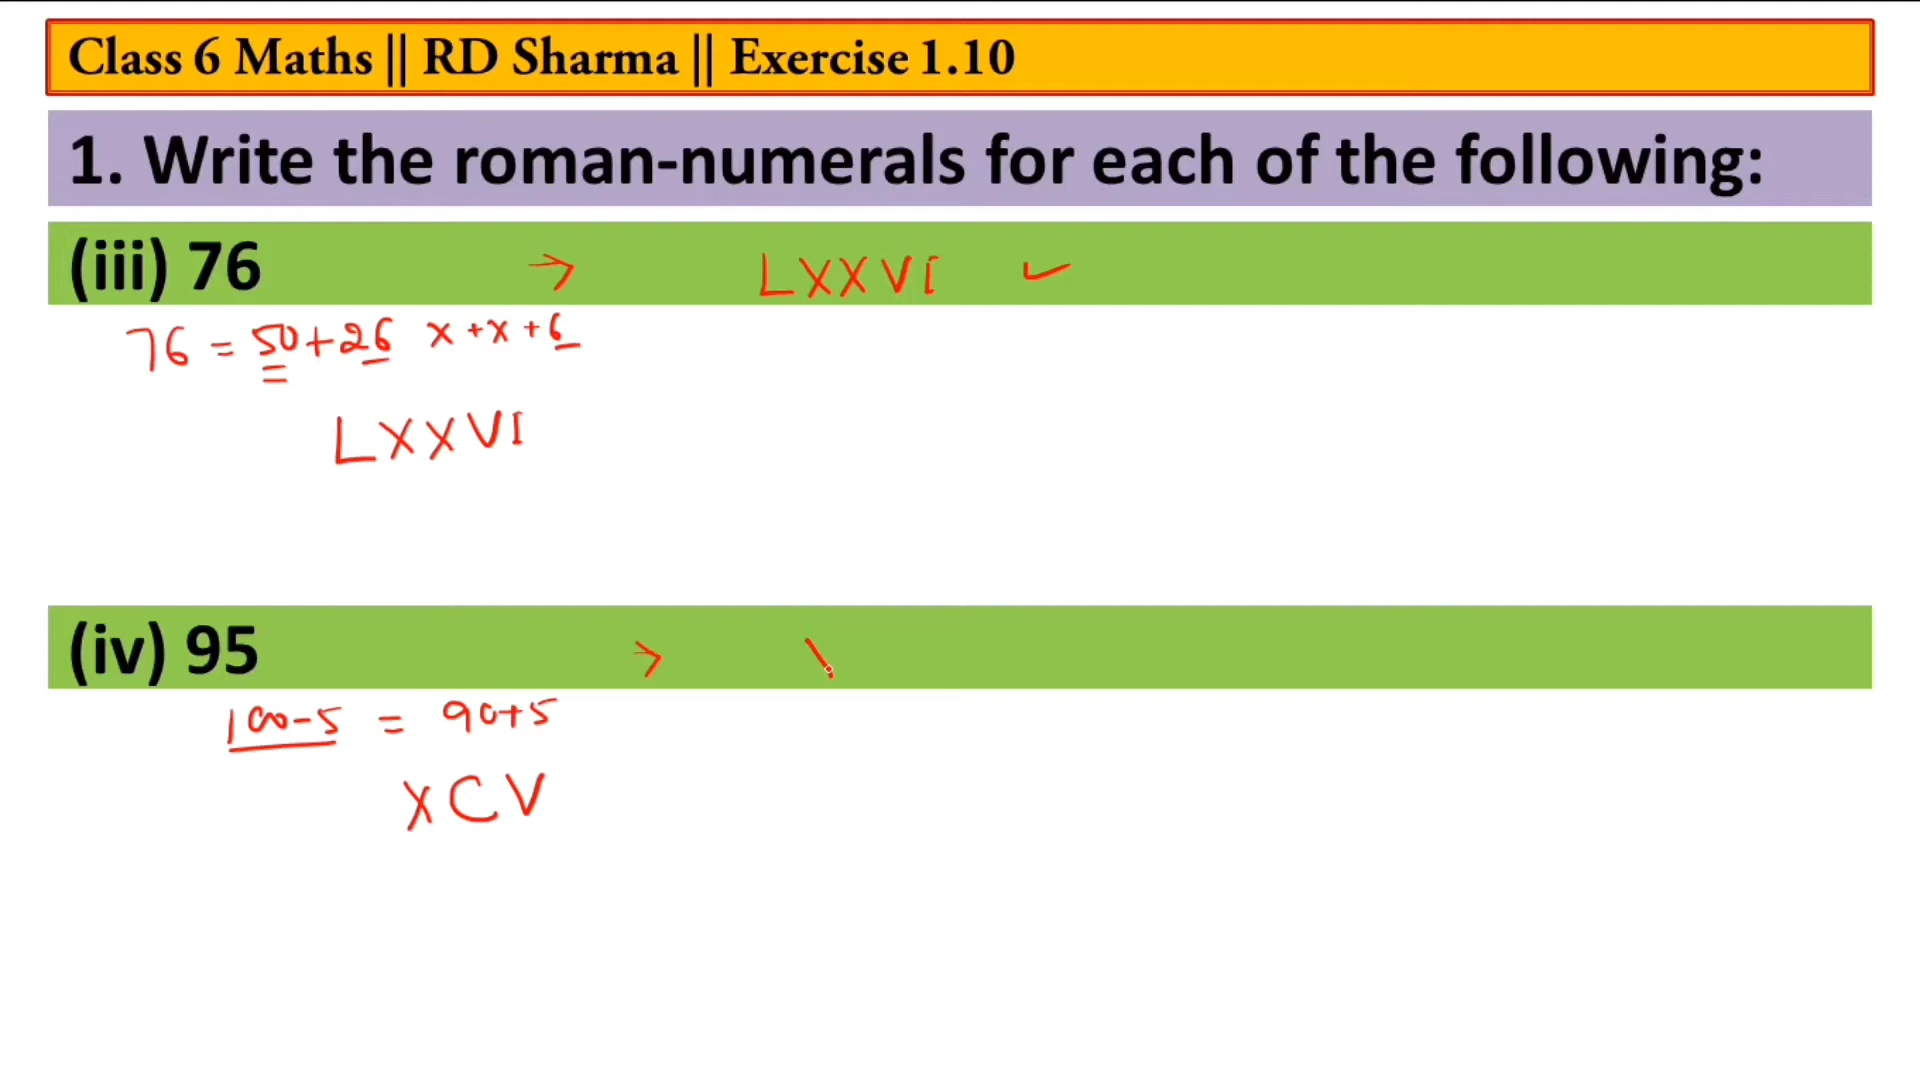 Class 6 Maths || RD Sharma || Exercise 1.10
1. Write the roman-numerals for each of the following:
(iii) 76 → LXXVI ✓
76 = 50+26 x+x+6
LXXVI
(iv) 95 → \
100-5 = 90+5
XCV